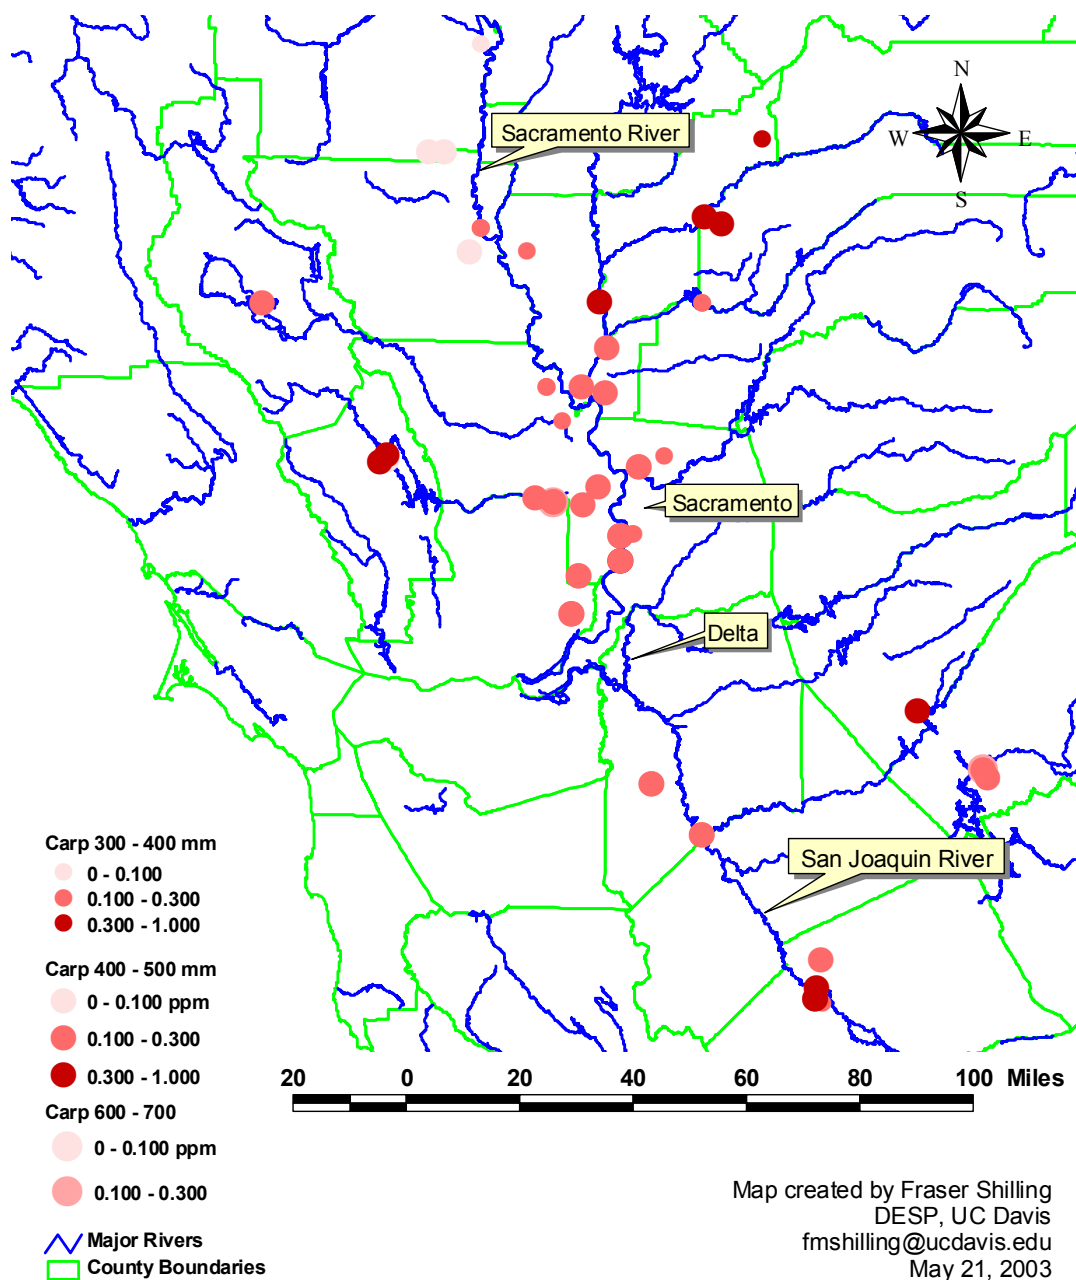 N
W
E
S
Sacramento River
Sacramento
Delta
San Joaquin River
Carp 300 - 400 mm
0 - 0.100
0.100 - 0.300
0.300 - 1.000
Carp 400 - 500 mm
0 - 0.100 ppm
0.100 - 0.300
0.300 - 1.000
Carp 600 - 700
0 - 0.100 ppm
0.100 - 0.300
Major Rivers
County Boundaries
20 0 20 40 60 80 100 Miles
Map created by Fraser Shilling
DESP, UC Davis
fmshilling@ucdavis.edu
May 21, 2003